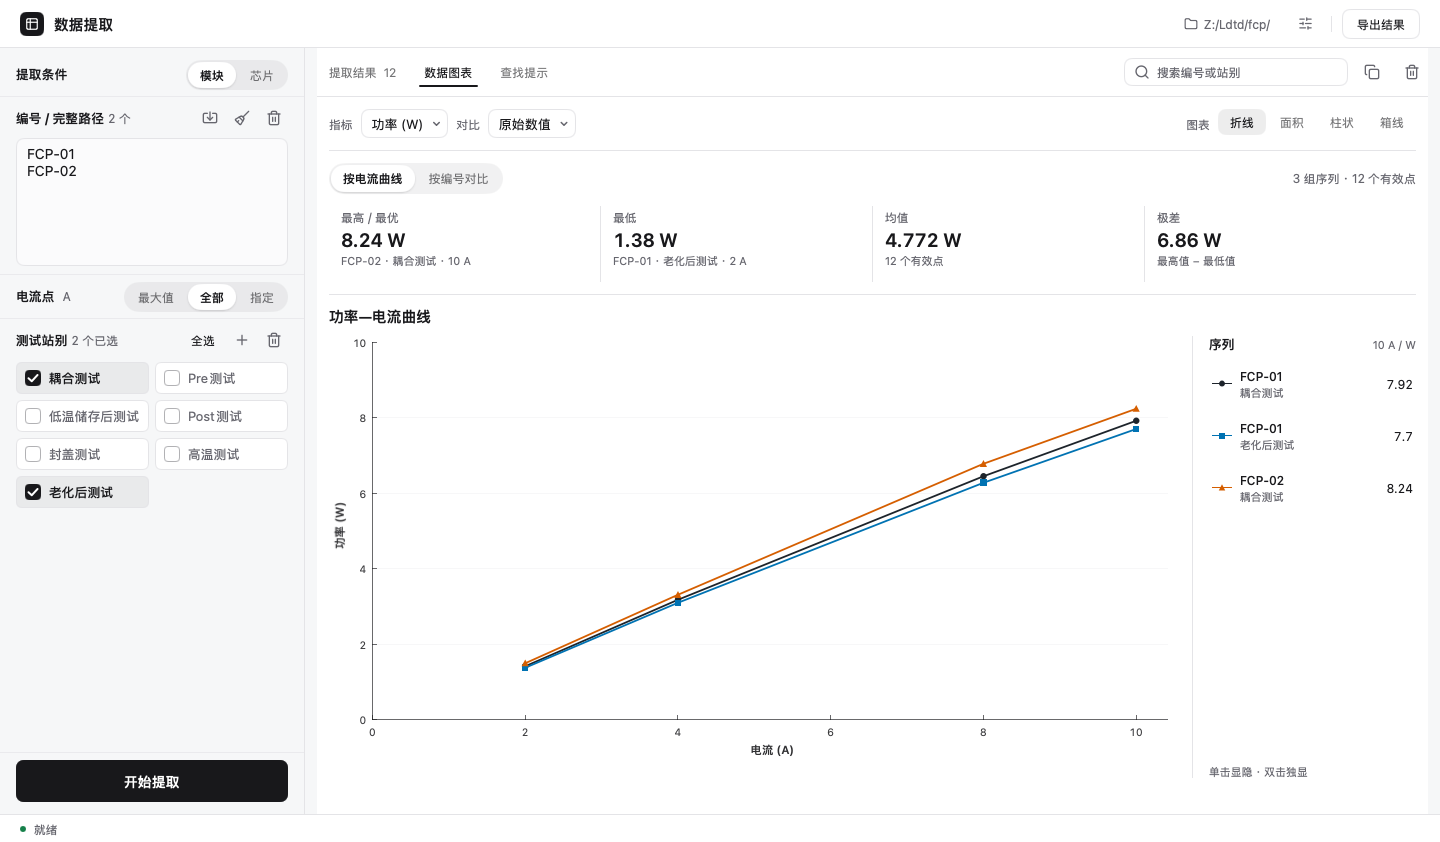 数据提取
Z:/Ldtd/fcp/
导出结果
提取条件
模块
芯片
编号 / 完整路径 2 个
FCP-01
FCP-02
电流点 A
最大值
全部
指定
测试站别 2 个已选
全选
耦合测试
Pre 测试
低温储存后测试
Post 测试
封盖测试
高温测试
老化后测试
开始提取
就绪
提取结果 12
数据图表
查找提示
搜索编号或站别
指标
功率 (W)
对比
原始数值
图表
折线
面积
柱状
箱线
按电流曲线
按编号对比
3 组序列 · 12 个有效点
最高 / 最优
8.24 W
FCP-02 · 耦合测试 · 10 A
最低
1.38 W
FCP-01 · 老化后测试 · 2 A
均值
4.772 W
12 个有效点
极差
6.86 W
最高值 − 最低值
功率—电流曲线
10
8
6
4
2
0
功率 (W)
0
2
4
6
8
10
电流 (A)
序列
10 A / W
FCP-01
耦合测试
7.92
FCP-01
老化后测试
7.7
FCP-02
耦合测试
8.24
单击显隐 · 双击独显